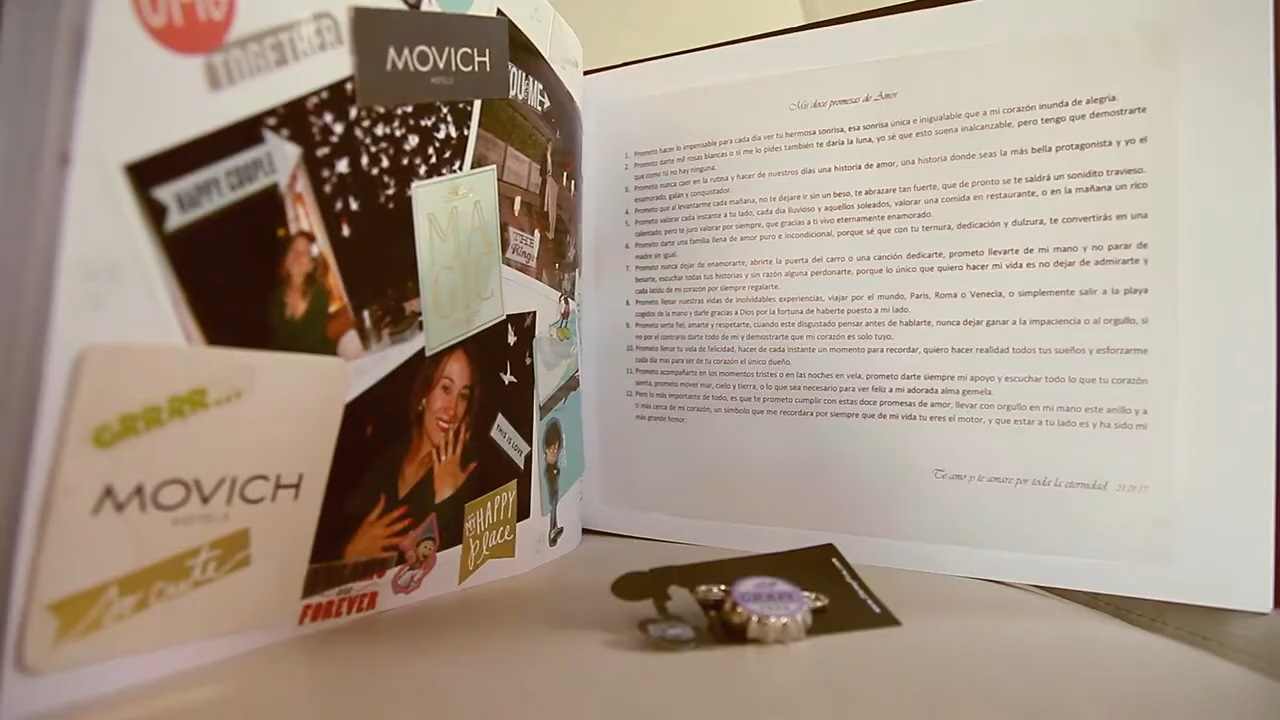 OMG
TOGETHER
MOVICH
HOTELS
YOU & ME
HAPPY COUPLE
MA
GIC
THE
Kings
GRRRR....
MOVICH
HOTELS
THIS IS LOVE
MY HAPPY
place
FOREVER
Mis doce promesas de Amor
1. Prometo hacer lo impensable para cada día ver tu hermosa sonrisa, esa sonrisa única e inigualable que a mi corazón inunda de alegría.
2. Prometo darte mil rosas blancas o si me lo pides también te daría la luna, yo sé que esto suena inalcanzable, pero tengo que demostrarte
que como tú no hay ninguna.
3. Prometo nunca caer en la rutina y hacer de nuestros días una historia de amor, una historia donde seas la más bella protagonista y yo el
enamorado, galán y conquistador.
4. Prometo que al levantarme cada mañana, no te dejaré ir sin un beso, te abrazare tan fuerte, que de pronto se te saldrá un sonidito travieso.
5. Prometo valorar cada instante a tu lado, cada día lluvioso y aquellos soleados, valorar una comida en restaurante, o en la mañana un rico
calentado, pero te juro valorar por siempre, que gracias a ti vivo eternamente enamorado.
6. Prometo darte una familia llena de amor puro e incondicional, porque sé que con tu ternura, dedicación y dulzura, te convertirás en una
madre sin igual.
7. Prometo nunca dejar de enamorarte, abrirte la puerta del carro o una canción dedicarte, prometo llevarte de mi mano y no parar de
besarte, escuchar todas tus historias y sin razón alguna perdonarte, porque lo único que quiero hacer mi vida es no dejar de admirarte y
cada latido de mi corazón por siempre regalarte.
8. Prometo llenar nuestras vidas de inolvidables experiencias, viajar por el mundo, Paris, Roma o Venecia, o simplemente salir a la playa
cogidos de la mano y darle gracias a Dios por la fortuna de haberte puesto a mi lado.
9. Prometo serte fiel, amarte y respetarte, cuando este disgustado pensar antes de hablarte, nunca dejar ganar a la impaciencia o al orgullo, si
no por el contrario darte todo de mi y demostrarte que mi corazón es solo tuyo.
10. Prometo llenar tu vida de felicidad, hacer de cada instante un momento para recordar, quiero hacer realidad todos tus sueños y esforzarme
cada día mas para ser de tu corazón el único dueño.
11. Prometo acompañarte en los momentos tristes o en las noches en vela, prometo darte siempre mi apoyo y escuchar todo lo que tu corazón
sienta, prometo mover mar, cielo y tierra, o lo que sea necesario para ver feliz a mi adorada alma gemela.
12. Pero lo más importante de todo, es que te prometo cumplir con estas doce promesas de amor, llevar con orgullo en mi mano este anillo y a
ti más cerca de mi corazón, un símbolo que me recordara por siempre que de mi vida tu eres el motor, y que estar a tu lado es y ha sido mi
más grande honor.
Te amo y te amare por toda la eternidad